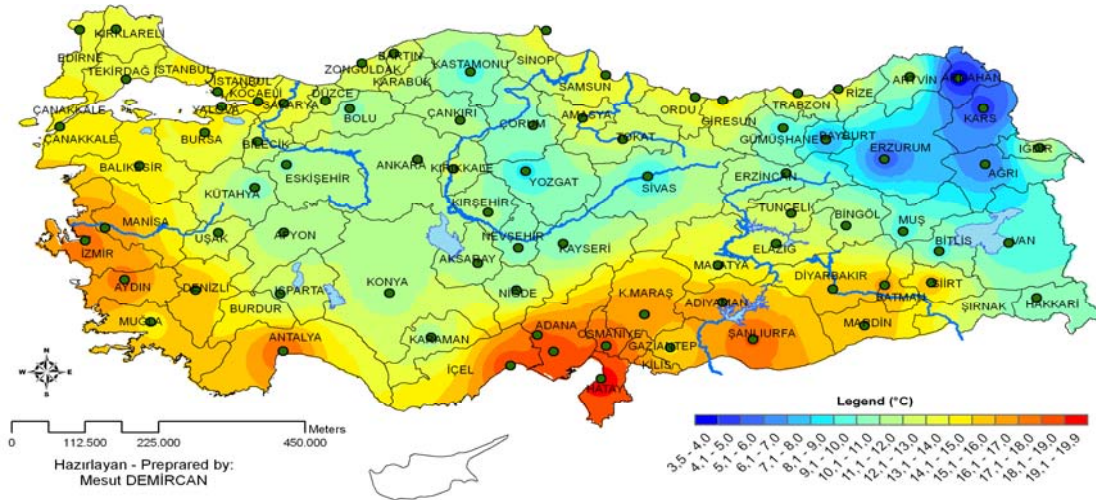 KIRKLARELİ
EDİRNE
TEKİRDAĞ
İSTANBUL
İSTANBUL
KOCAELİ
YALOVA
SAKARYA
DÜZCE
ZONGULDAK
BARTIN
KARABÜK
KASTAMONU
SİNOP
SAMSUN
ORDU
GİRESUN
TRABZON
RİZE
ARTVİN
ARDAHAN
KARS
ÇANAKKALE
ÇANAKKALE
BURSA
BİLECİK
BOLU
ÇANKIRI
ÇORUM
AMASYA
TOKAT
GÜMÜŞHANE
BAYBURT
ERZURUM
IĞDIR
AĞRI
BALIKESİR
KÜTAHYA
ESKİŞEHİR
ANKARA
KIRIKKALE
YOZGAT
SİVAS
ERZİNCAN
TUNCELİ
BİNGÖL
MUŞ
BİTLİS
VAN
MANİSA
İZMİR
UŞAK
AFYON
KIRŞEHİR
NEVŞEHİR
KAYSERİ
AKSARAY
MALATYA
ELAZIĞ
DİYARBAKIR
BATMAN
SİİRT
ŞIRNAK
HAKKARİ
AYDIN
DENİZLİ
BURDUR
ISPARTA
KONYA
NİĞDE
K.MARAŞ
ADIYAMAN
MARDİN
MUĞLA
ANTALYA
KARAMAN
İÇEL
ADANA
OSMANİYE
GAZİANTEP
ŞANLIURFA
KİLİS
HATAY
N
W E
S
0 112.500 225.000 450.000 Meters
Hazırlayan - Preprared by:
Mesut DEMİRCAN
Legend (°C)
3,5 - 4,0
4,1 - 5,0
5,1 - 6,0
6,1 - 7,0
7,1 - 8,0
8,1 - 9,0
9,1 - 10,0
10,1 - 11,0
11,1 - 12,0
12,1 - 13,0
13,1 - 14,0
14,1 - 15,0
15,1 - 16,0
16,1 - 17,0
17,1 - 18,0
18,1 - 19,0
19,1 - 19,9